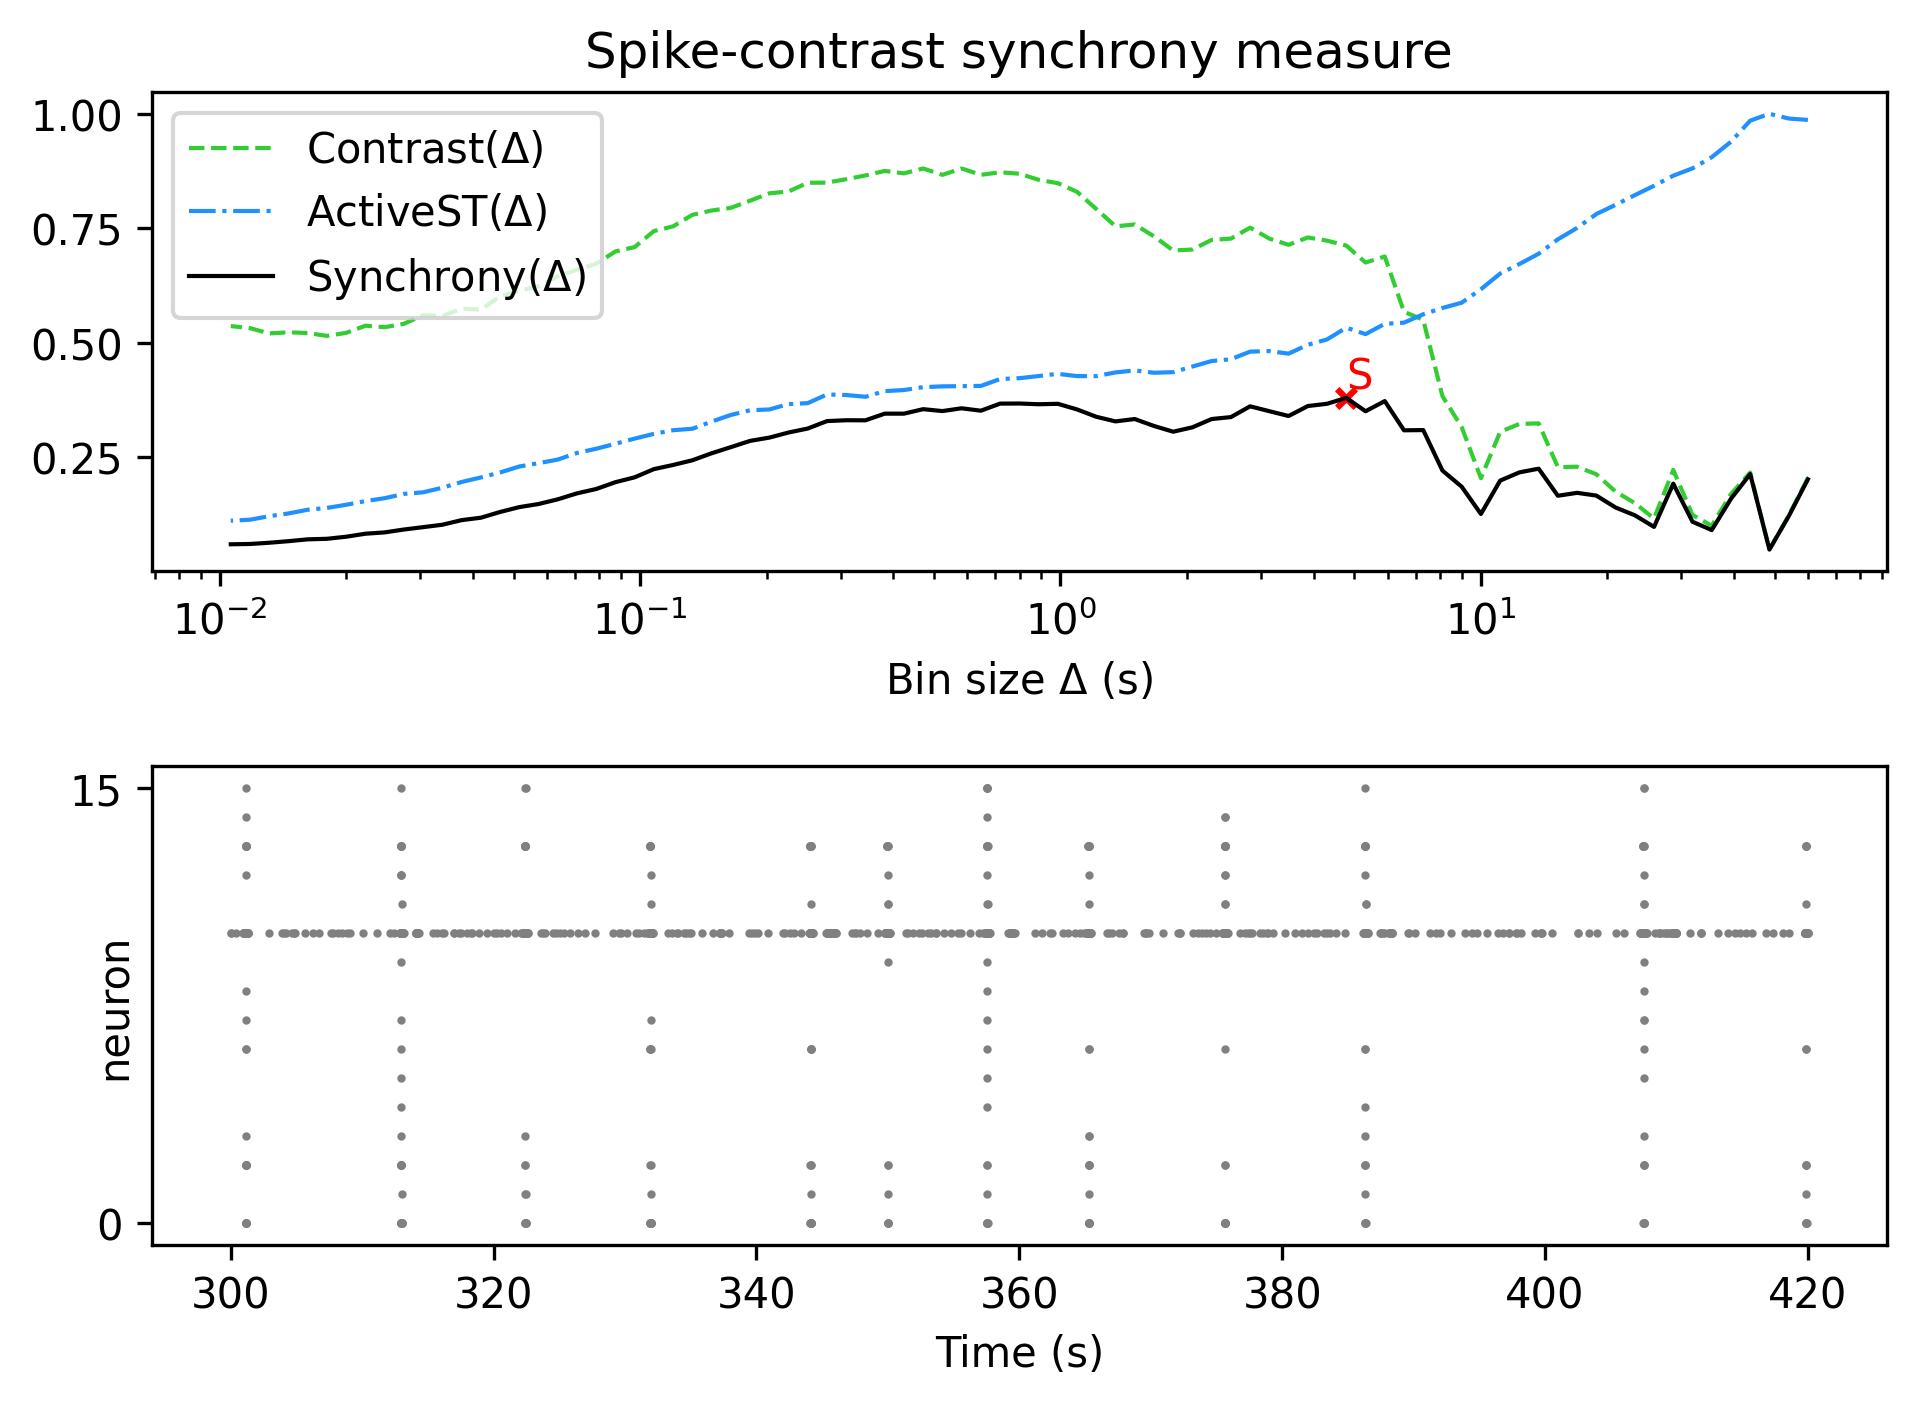 Spike-contrast synchrony measure
1.00
0.75
0.50
0.25
Contrast(Δ)
ActiveST(Δ)
Synchrony(Δ)
S
10⁻² 10⁻¹ 10⁰ 10¹
Bin size Δ (s)
15
0
neuron
300 320 340 360 380 400 420
Time (s)